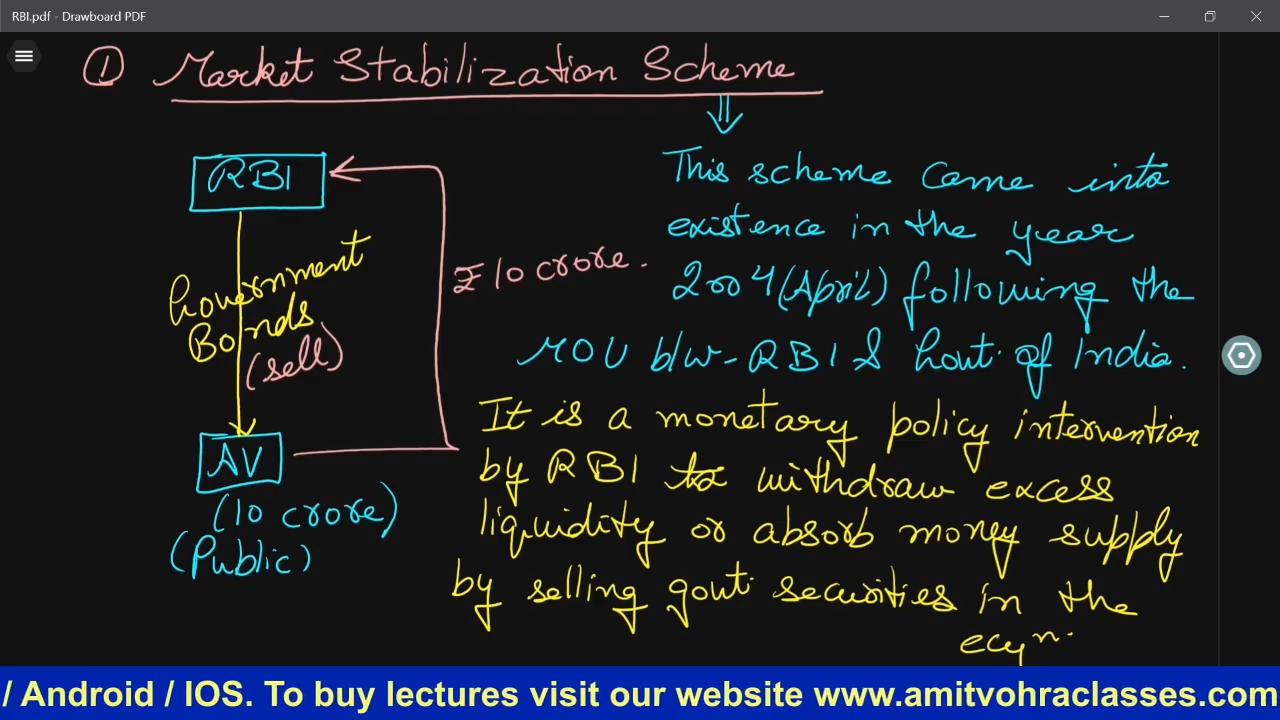 RBI.pdf - Drawboard PDF
① Market Stabilization Scheme
RBI
Government
Bonds
(sell)
AV
(10 crore)
(Public)
₹10 crore.
This scheme came into
existence in the year
2004 (April) following the
MOU b/w- RBI & Govt. of India.
It is a monetary policy intervention
by RBI to withdraw excess
liquidity or absorb money supply
by selling govt. securities in the
ecyn.
/ Android / IOS. To buy lectures visit our website www.amitvohraclasses.com